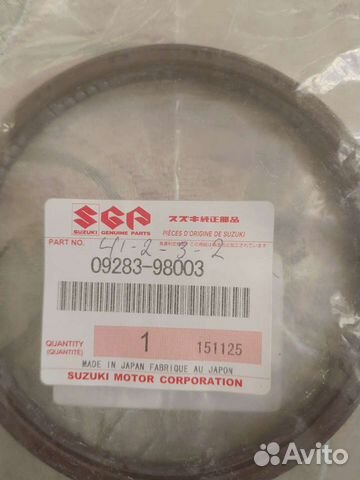 SGP
スズキ純正部品
SUZUKI GENUINE PARTS
PIÈCES D'ORIGINE DE SUZUKI
PART NO.
41-2-3-2
09283-98003
QUANTITY
(QUANTITÉ)
1
151125
MADE IN JAPAN FABRIQUE AU JAPON
SUZUKI MOTOR CORPORATION
Avito